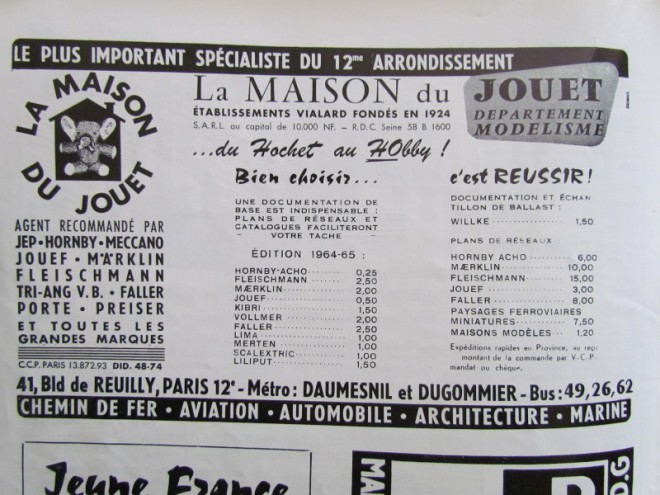 LE PLUS IMPORTANT SPÉCIALISTE DU 12me ARRONDISSEMENT
LA MAISON
DU JOUET
La MAISON du
JOUET
DEPARTEMENT
MODELISME
ÉTABLISSEMENTS VIALARD FONDÉS EN 1924
S.A.R.L. au capital de 10.000 NF. — R.D.C. Seine 58 B 1600
...du Hochet au HObby !
Bien choisir...
c'est REUSSIR !
AGENT RECOMMANDÉ PAR
JEP • HORNBY • MECCANO
JOUEF • MÄRKLIN
FLEISCHMANN
TRI-ANG V.B. • FALLER
PORTE • PREISER
ET TOUTES LES
GRANDES MARQUES
C.C.P. PARIS 13.872.93 DID. 48-74
UNE DOCUMENTATION DE
BASE EST INDISPENSABLE :
PLANS DE RÉSEAUX ET
CATALOGUES FACILITERONT
VOTRE TACHE
ÉDITION 1964-65 :
HORNBY-ACHO 0,25
FLEISCHMANN 2,50
MÆRKLIN 2,00
JOUEF 0,50
KIBRI 1,50
VOLLMER 2,00
FALLER 2,50
LIMA 1,00
MERTEN 1,00
SCALEXTRIC 1,00
LILIPUT 1,50
DOCUMENTATION ET ÉCHAN
TILLON DE BALLAST :
WILLKE 1,50
PLANS DE RÉSEAUX
HORNBY ACHO 6,00
MÆRKLIN 10,00
FLEISCHMANN 15,00
JOUEF 3,00
FALLER 8,00
PAYSAGES FERROVIAIRES
MINIATURES 7,50
MAISONS MODÈLES 1,20
Expéditions rapides en Province, au reçu
montant de la commande par V.C.P.
mandat ou chèque.
41, Bld de REUILLY, PARIS 12e - Métro : DAUMESNIL et DUGOMMIER - Bus : 49, 26, 62
CHEMIN DE FER • AVIATION • AUTOMOBILE • ARCHITECTURE • MARINE
Jeune France